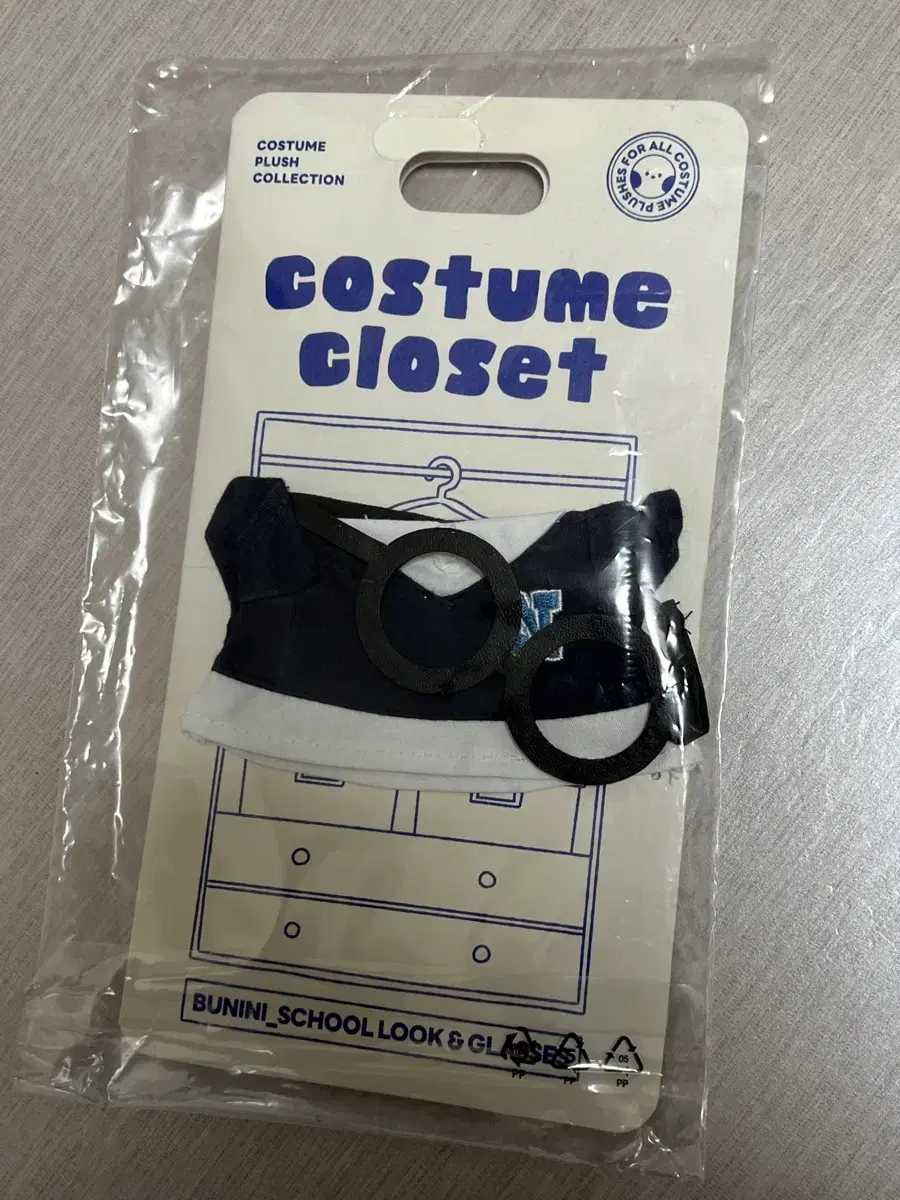 COSTUME
PLUSH
COLLECTION
FOR ALL COSTUME PLUSHES
costume
closet
N
BUNINI_SCHOOL LOOK & GLASSES
05
PP
PP
PP